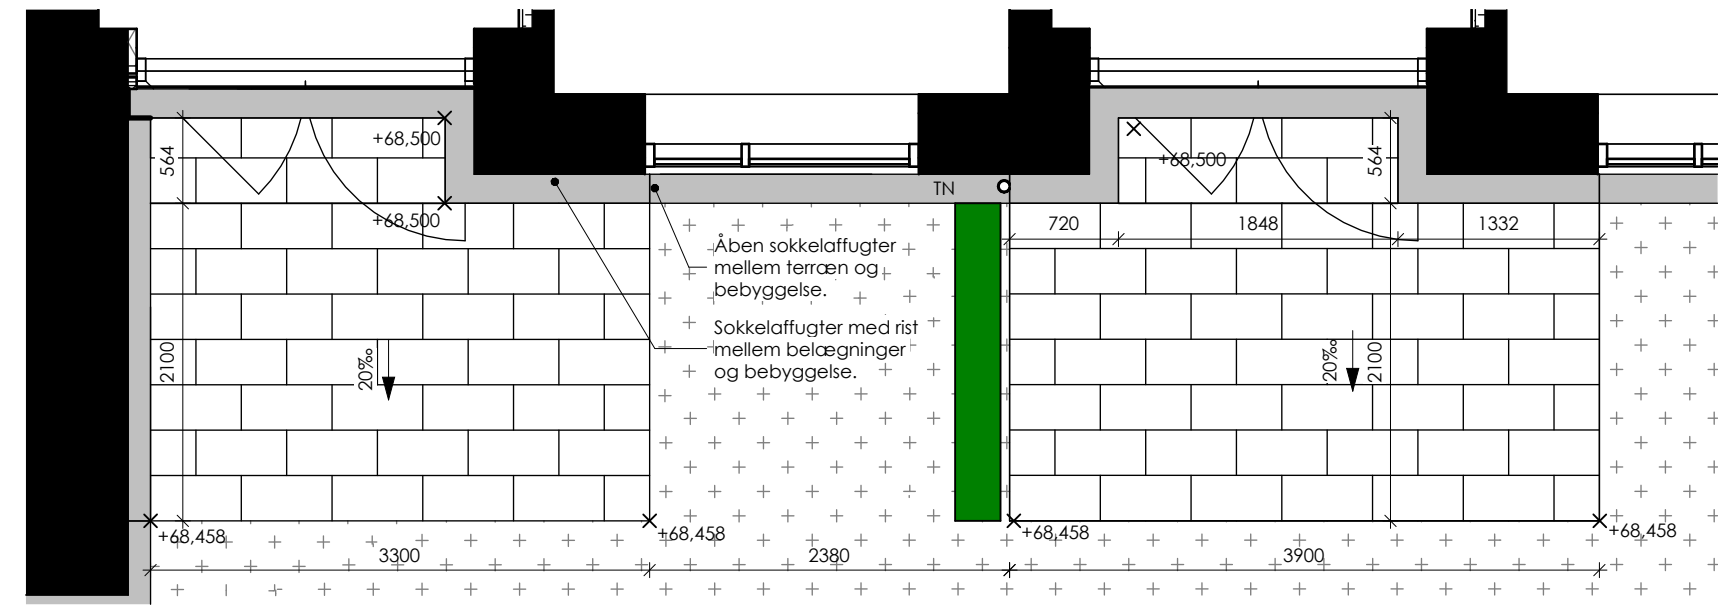 +68,500
564
+68,500
Åben sokkelaffugter
mellem terræn og
bebyggelse.
Sokkelaffugter med rist
mellem belægninger
og bebyggelse.
TN
+68,500
564
720
1848
1332
2100
20‰
20‰
2100
+68,458
+68,458
+68,458
+68,458
3300
2380
3900